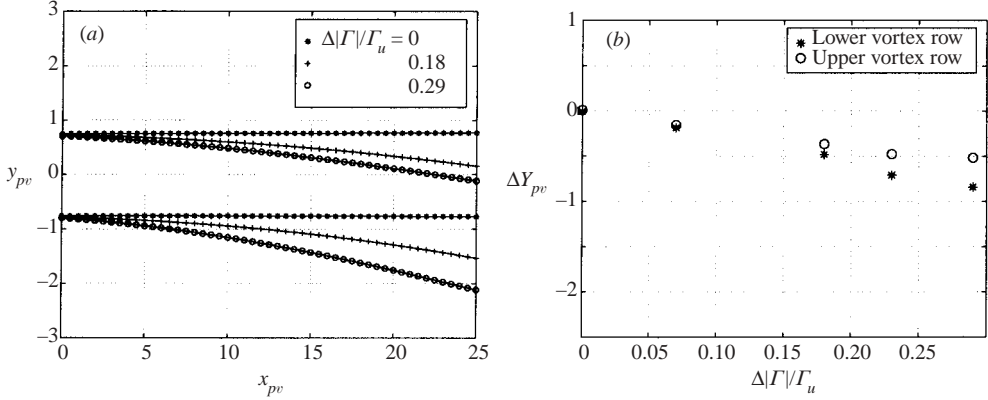 (a)
Δ|Γ|/Γu = 0
0.18
0.29
3
2
1
0
−1
−2
−3
ypv
0
5
10
15
20
25
xpv
(b)
Lower vortex row
Upper vortex row
1
0
−1
−2
ΔYpv
0
0.05
0.10
0.15
0.20
0.25
Δ|Γ|/Γu